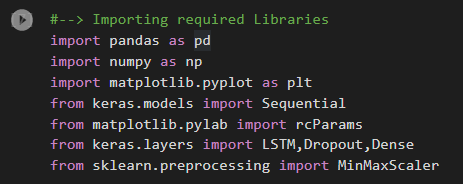 #--> Importing required Libraries
import pandas as pd
import numpy as np
import matplotlib.pyplot as plt
from keras.models import Sequential
from matplotlib.pylab import rcParams
from keras.layers import LSTM,Dropout,Dense
from sklearn.preprocessing import MinMaxScaler